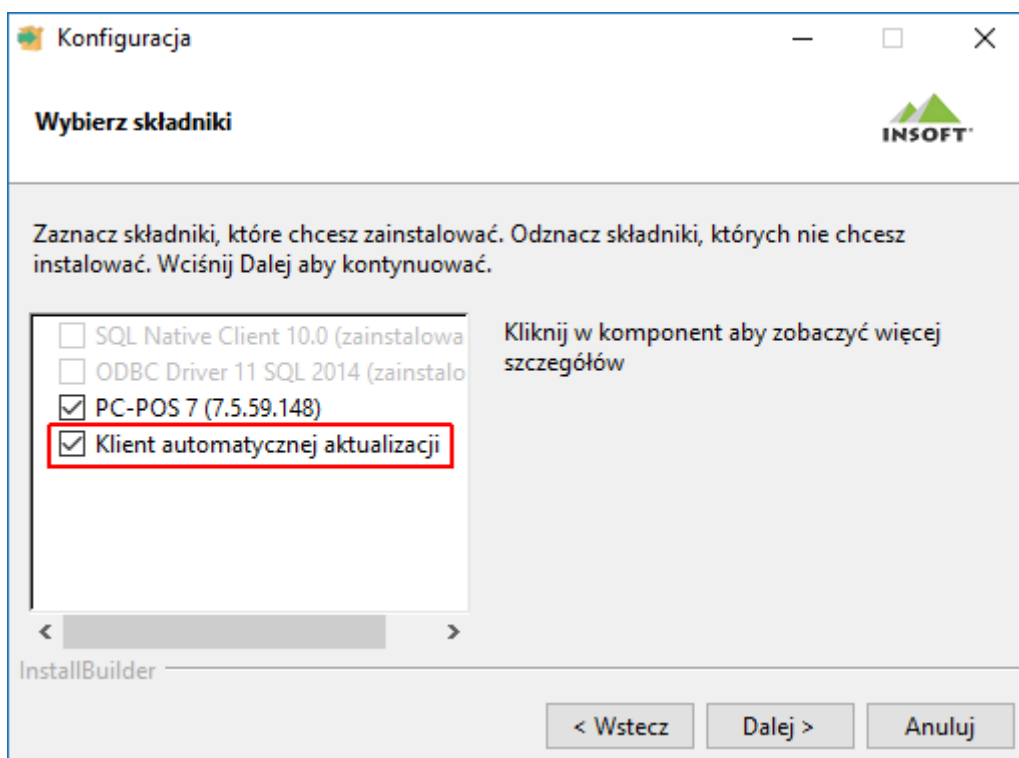 Konfiguracja
Wybierz składniki
INSOFT
Zaznacz składniki, które chcesz zainstalować. Odznacz składniki, których nie chcesz
instalować. Wciśnij Dalej aby kontynuować.
SQL Native Client 10.0 (zainstalowa
ODBC Driver 11 SQL 2014 (zainstalo
PC-POS 7 (7.5.59.148)
Klient automatycznej aktualizacji
Kliknij w komponent aby zobaczyć więcej
szczegółów
InstallBuilder
< Wstecz
Dalej >
Anuluj